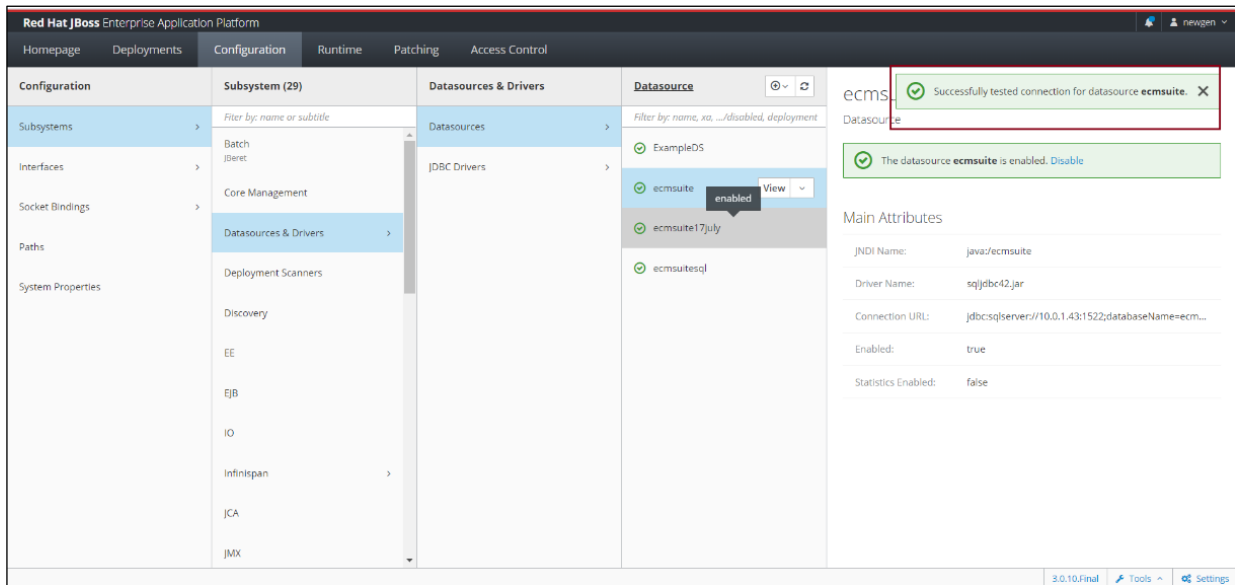 Red Hat JBoss Enterprise Application Platform
newgen
Homepage Deployments Configuration Runtime Patching Access Control
Configuration
Subsystems
Interfaces
Socket Bindings
Paths
System Properties
Subsystem (29)
Fiter by: name or subtitle
Batch
JBeret
Core Management
Datasources & Drivers
Deployment Scanners
Discovery
EE
EJB
IO
Infinispan
JCA
JMX
Datasources & Drivers
Datasources
JDBC Drivers
Datasource
Filter by: name, xa, .../disabled, deployment
ExampleDS
ecmsuite
View
enabled
ecmsuite17july
ecmsuitesql
ecms
Successfully tested connection for datasource ecmsuite.
Datasource
The datasource ecmsuite is enabled. Disable
Main Attributes
JNDI Name: java:/ecmsuite
Driver Name: sqljdbc42.jar
Connection URL: jdbc:sqlserver://10.0.1.43:1522;databaseName=ecm...
Enabled: true
Statistics Enabled: false
3.0.10.Final Tools Settings